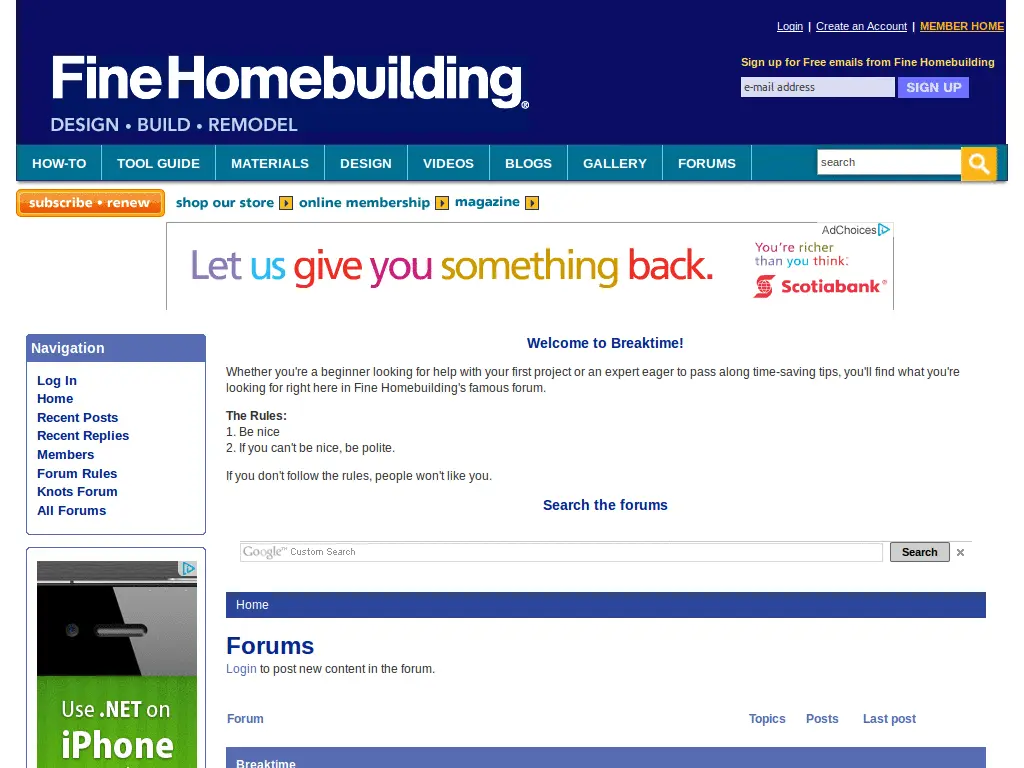 Login | Create an Account | MEMBER HOME
FineHomebuilding®
DESIGN • BUILD • REMODEL
Sign up for Free emails from Fine Homebuilding
e-mail address SIGN UP
HOW-TO TOOL GUIDE MATERIALS DESIGN VIDEOS BLOGS GALLERY FORUMS search
subscribe • renew shop our store online membership magazine
AdChoices
Let us give you something back.
You're richer
than you think.
Scotiabank®
Navigation
Log In
Home
Recent Posts
Recent Replies
Members
Forum Rules
Knots Forum
All Forums
Use .NET on
iPhone
Welcome to Breaktime!
Whether you're a beginner looking for help with your first project or an expert eager to pass along time-saving tips, you'll find what you're
looking for right here in Fine Homebuilding's famous forum.
The Rules:
1. Be nice
2. If you can't be nice, be polite.
If you don't follow the rules, people won't like you.
Search the forums
Google™ Custom Search Search ×
Home
Forums
Login to post new content in the forum.
Forum Topics Posts Last post
Breaktime